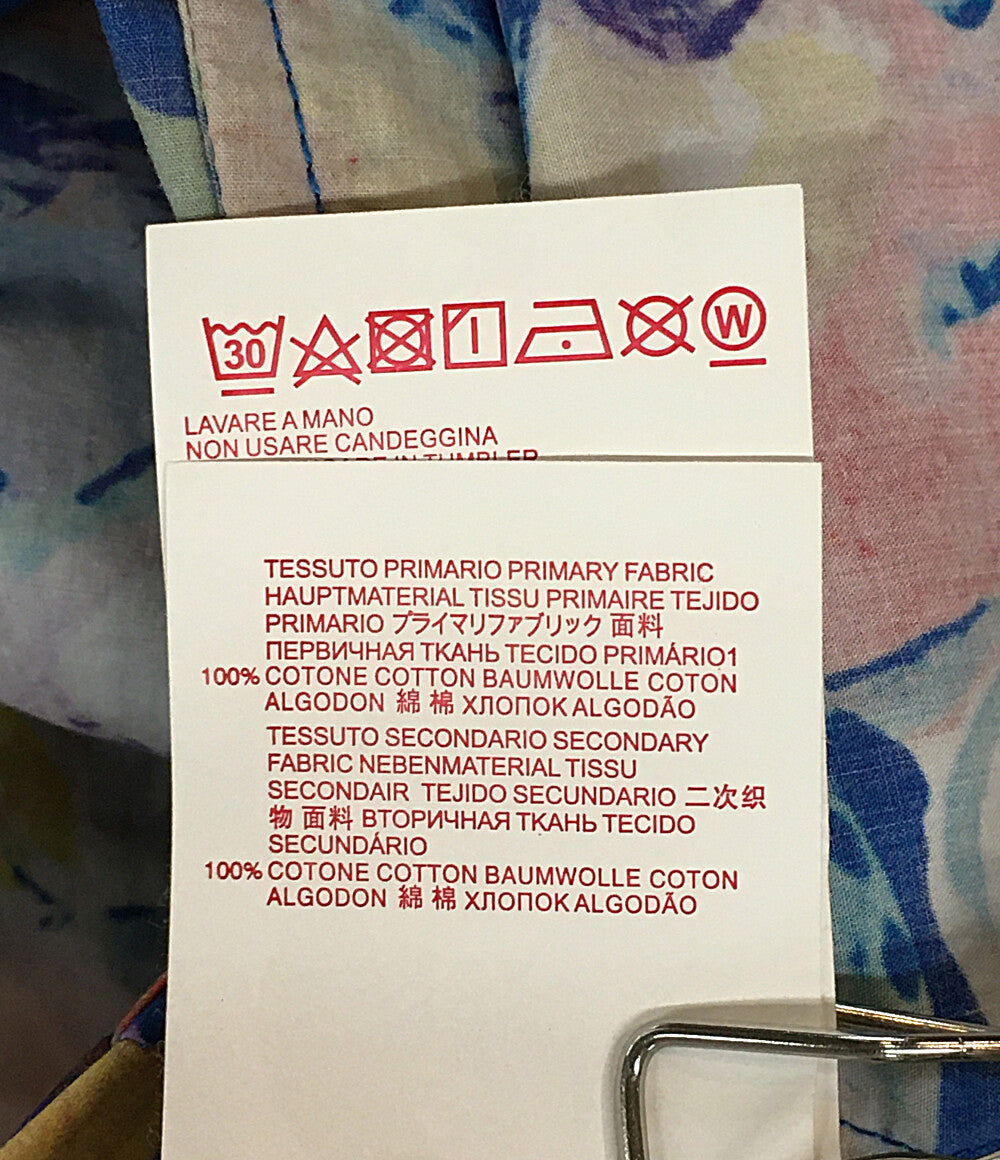 30 W
LAVARE A MANO
NON USARE CANDEGGINA
IN TUMBLER
TESSUTO PRIMARIO PRIMARY FABRIC
HAUPTMATERIAL TISSU PRIMAIRE TEJIDO
PRIMARIO プライマリファブリック 面料
ПЕРВИЧНАЯ ТКАНЬ TECIDO PRIMÁRIO1
100% COTONE COTTON BAUMWOLLE COTON
ALGODON 綿 棉 ХЛОПОК ALGODÃO
TESSUTO SECONDARIO SECONDARY
FABRIC NEBENMATERIAL TISSU
SECONDAIR TEJIDO SECUNDARIO 二次织
物 面料 ВТОРИЧНАЯ ТКАНЬ TECIDO
SECUNDÁRIO
100% COTONE COTTON BAUMWOLLE COTON
ALGODON 綿 棉 ХЛОПОК ALGODÃO